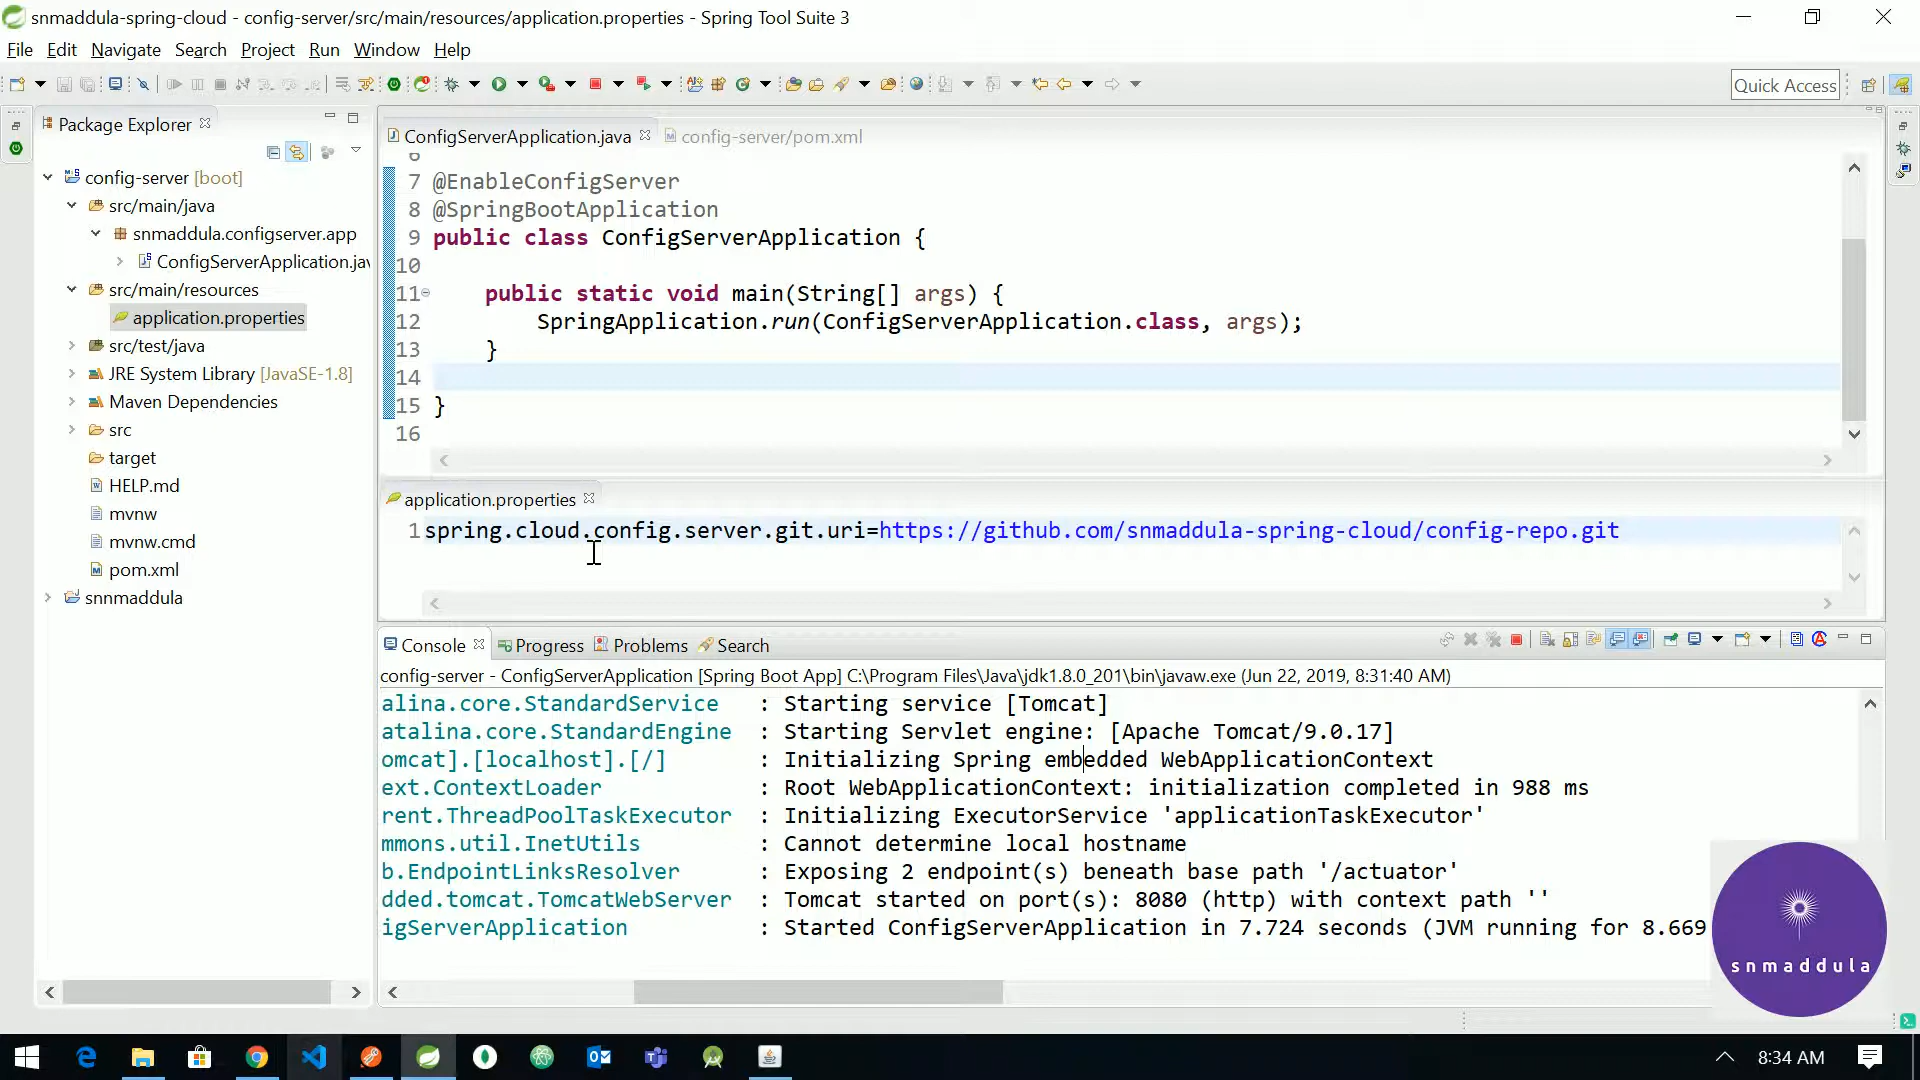 snmaddula-spring-cloud - config-server/src/main/resources/application.properties - Spring Tool Suite 3
File Edit Navigate Search Project Run Window Help
Quick Access
Package Explorer
config-server [boot]
src/main/java
snmaddula.configserver.app
ConfigServerApplication.jav
src/main/resources
application.properties
src/test/java
JRE System Library [JavaSE-1.8]
Maven Dependencies
src
target
HELP.md
mvnw
mvnw.cmd
pom.xml
snnmaddula
ConfigServerApplication.java config-server/pom.xml
7 @EnableConfigServer
8 @SpringBootApplication
9 public class ConfigServerApplication {
10
11 public static void main(String[] args) {
12 SpringApplication.run(ConfigServerApplication.class, args);
13 }
14
15 }
16
application.properties
1 spring.cloud.config.server.git.uri=https://github.com/snmaddula-spring-cloud/config-repo.git
Console Progress Problems Search
config-server - ConfigServerApplication [Spring Boot App] C:\Program Files\Java\jdk1.8.0_201\bin\javaw.exe (Jun 22, 2019, 8:31:40 AM)
alina.core.StandardService : Starting service [Tomcat]
atalina.core.StandardEngine : Starting Servlet engine: [Apache Tomcat/9.0.17]
omcat].[localhost].[/] : Initializing Spring embedded WebApplicationContext
ext.ContextLoader : Root WebApplicationContext: initialization completed in 988 ms
rent.ThreadPoolTaskExecutor : Initializing ExecutorService 'applicationTaskExecutor'
mmons.util.InetUtils : Cannot determine local hostname
b.EndpointLinksResolver : Exposing 2 endpoint(s) beneath base path '/actuator'
dded.tomcat.TomcatWebServer : Tomcat started on port(s): 8080 (http) with context path ''
igServerApplication : Started ConfigServerApplication in 7.724 seconds (JVM running for 8.669
snmaddula
8:34 AM